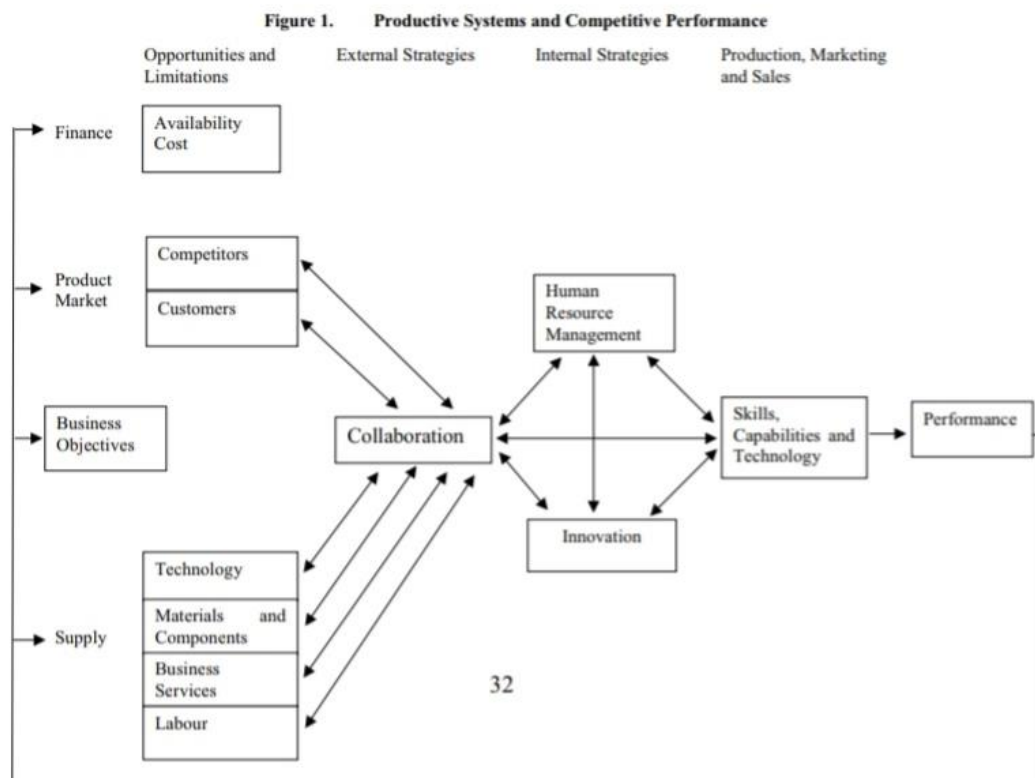 Figure 1. Productive Systems and Competitive Performance
Opportunities and
Limitations
External Strategies
Internal Strategies
Production, Marketing
and Sales
Finance
Availability
Cost
Product
Market
Competitors
Customers
Human
Resource
Management
Business
Objectives
Collaboration
Skills,
Capabilities and
Technology
Performance
Innovation
Supply
Technology
Materials and
Components
Business
Services
Labour
32